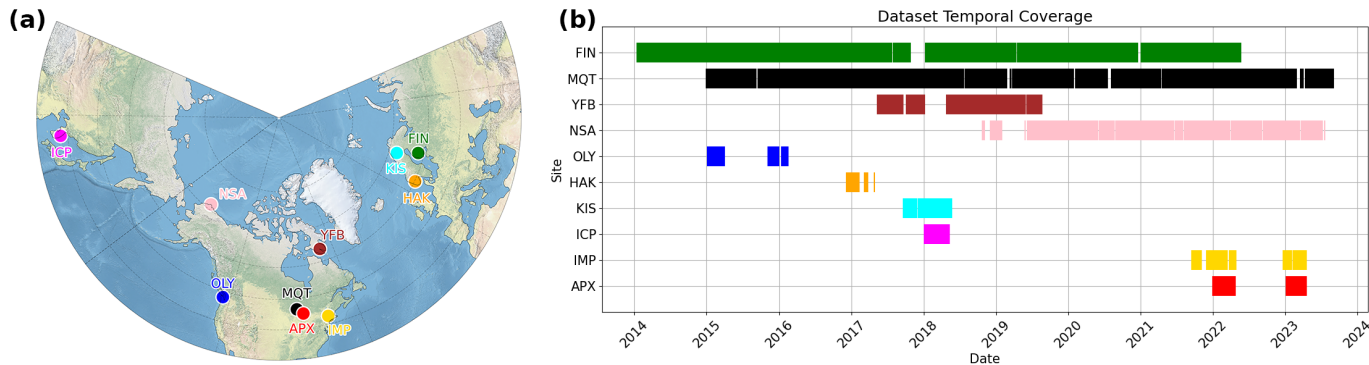 (a)
ICP
NSA
KIS
FIN
HAK
YFB
OLY
MQT
APX
IMP
(b)
Dataset Temporal Coverage
Site
FIN
MQT
YFB
NSA
OLY
HAK
KIS
ICP
IMP
APX
2014
2015
2016
2017
2018
2019
2020
2021
2022
2023
2024
Date